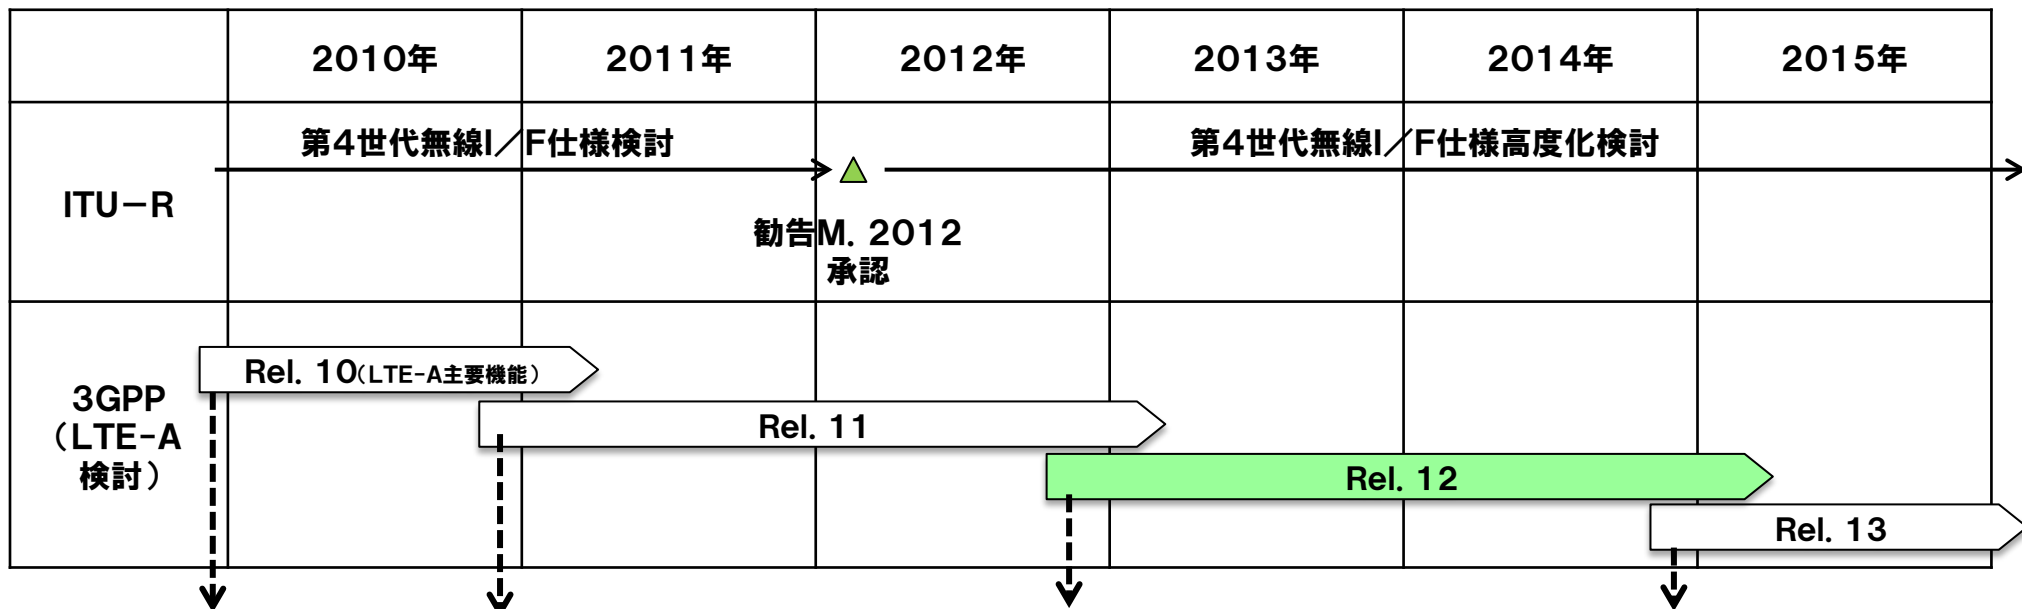 2010年 2011年 2012年 2013年 2014年 2015年
ITU－R
第4世代無線I／F仕様検討
第4世代無線I／F仕様高度化検討
勧告M. 2012
承認
3GPP
（LTE-A
検討）
Rel. 10（LTE-A主要機能）
Rel. 11
Rel. 12
Rel. 13